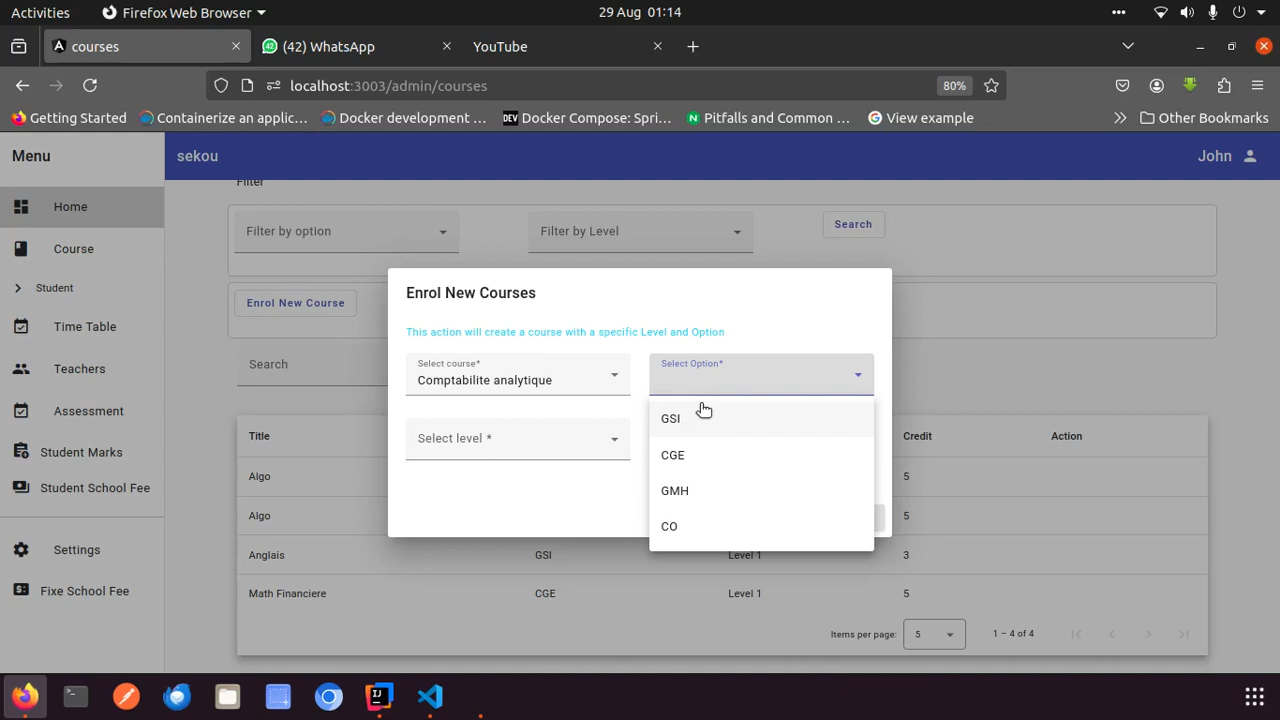 Activities
Firefox Web Browser
29 Aug 01:14
courses
(42) WhatsApp
YouTube
localhost:3003/admin/courses
80%
Getting Started
Containerize an applic...
Docker development ...
Docker Compose: Spri...
Pitfalls and Common ...
View example
Other Bookmarks
Menu
sekou
John
Home
Course
Student
Time Table
Teachers
Assessment
Student Marks
Student School Fee
Settings
Fixe School Fee
Filter
Filter by option
Filter by Level
Search
Enrol New Course
Search
Enrol New Courses
This action will create a course with a specific Level and Option
Select course*
Comptabilite analytique
Select Option*
Select level *
GSI
CGE
GMH
CO
Title
Credit
Action
Algo
5
Algo
5
Anglais
GSI
Level 1
3
Math Financiere
CGE
Level 1
5
Items per page:
5
1 – 4 of 4